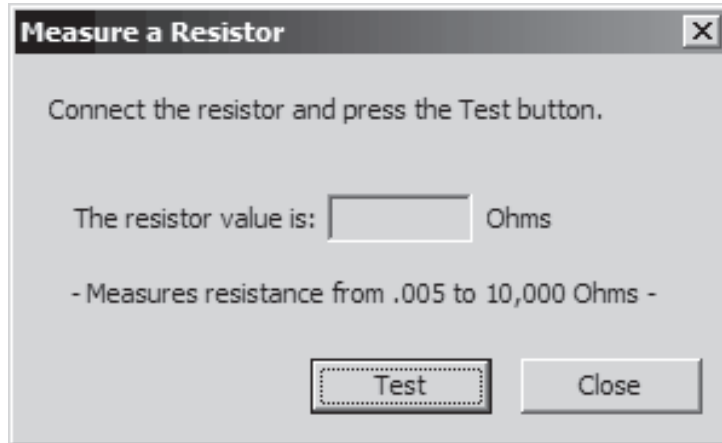 Measure a Resistor
Connect the resistor and press the Test button.
The resistor value is: Ohms
- Measures resistance from .005 to 10,000 Ohms -
Test Close